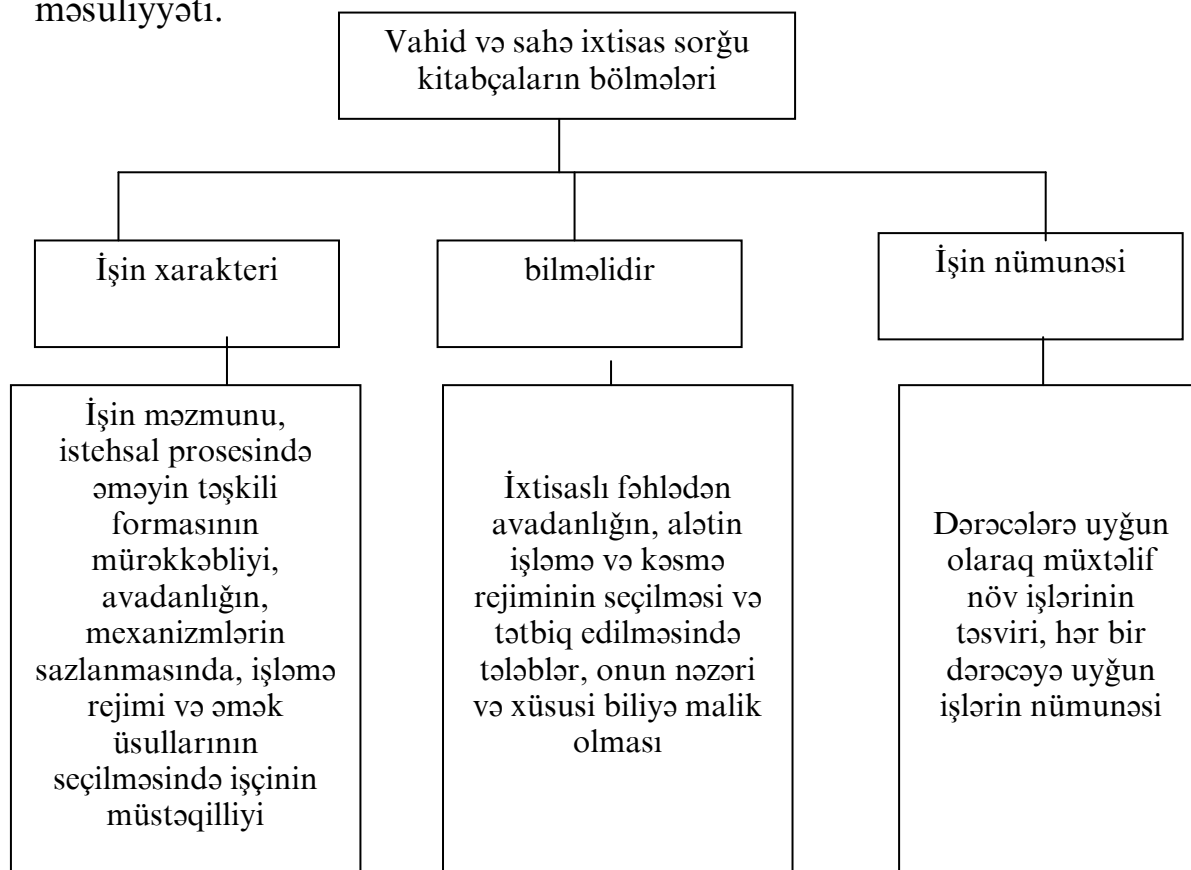 məsuliyyəti.
Vahid və sahə ixtisas sorğu
kitabçaların bölmələri
İşin xarakteri
bilməlidir
İşin nümunəsi
İşin məzmunu,
istehsal prosesində
əməyin təşkili
formasının
mürəkkəbliyi,
avadanlığın,
mexanizmlərin
sazlanmasında, işləmə
rejimi və əmək
üsullarının
seçilməsində işçinin
müstəqilliyi
İxtisaslı fəhlədən
avadanlığın, alətin
işləmə və kəsmə
rejiminin seçilməsi və
tətbiq edilməsində
tələblər, onun nəzəri
və xüsusi biliyə malik
olması
Dərəcələrə uyğun
olaraq müxtəlif
növ işlərinin
təsviri, hər bir
dərəcəyə uyğun
işlərin nümunəsi